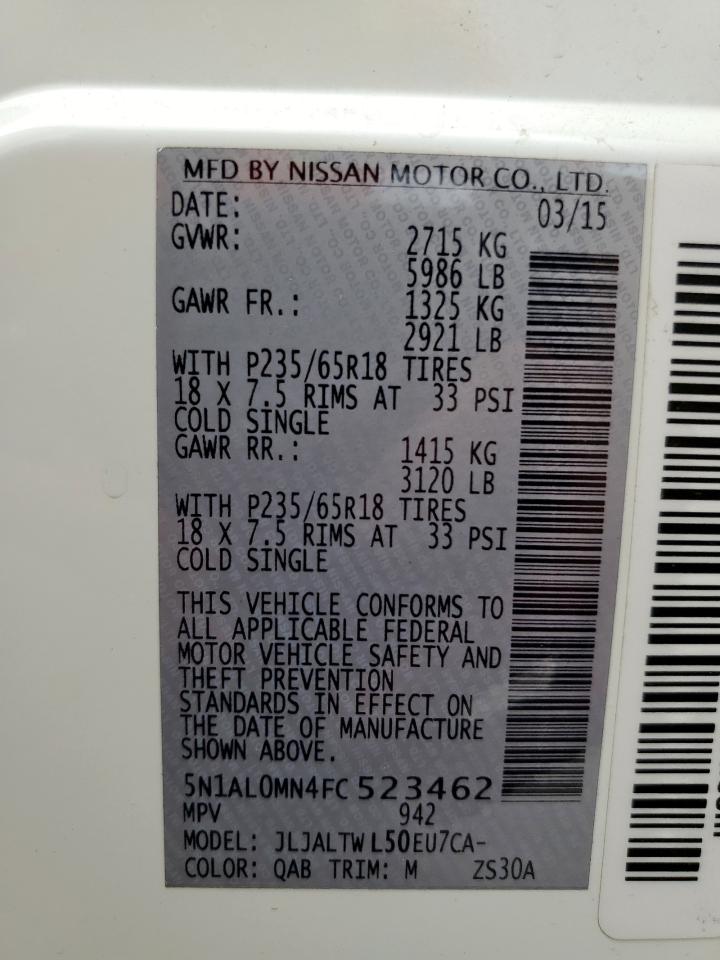 MFD BY NISSAN MOTOR CO., LTD.
DATE: 03/15
GVWR: 2715 KG
5986 LB
GAWR FR.: 1325 KG
2921 LB
WITH P235/65R18 TIRES
18 X 7.5 RIMS AT 33 PSI
COLD SINGLE
GAWR RR.: 1415 KG
3120 LB
WITH P235/65R18 TIRES
18 X 7.5 RIMS AT 33 PSI
COLD SINGLE
THIS VEHICLE CONFORMS TO
ALL APPLICABLE FEDERAL
MOTOR VEHICLE SAFETY AND
THEFT PREVENTION
STANDARDS IN EFFECT ON
THE DATE OF MANUFACTURE
SHOWN ABOVE.
5N1AL0MN4FC 523462
MPV 942
MODEL: JLJALTWL50EU7CA-
COLOR: QAB TRIM: M ZS30A